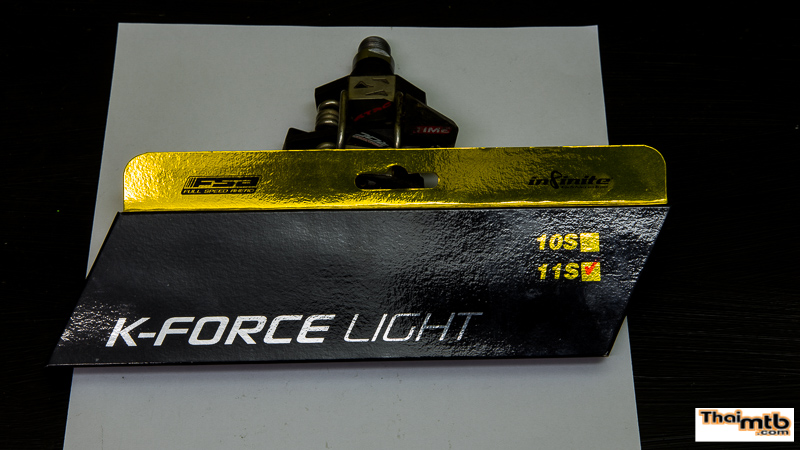 TIME
FSA
FULL SPEED AHEAD
infinite
10S
11S
K-FORCE LIGHT
Thaimtb
.com